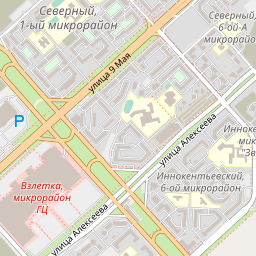 Северный,
1-ый микрорайон
Северный,
6-ой-А
микрорайон
улица 9 Мая
P
улица Алексеева
Взлетка,
микрорайон
ГЦ
Иннокентьевский,
6-ой микрорайон
улица Алексеева